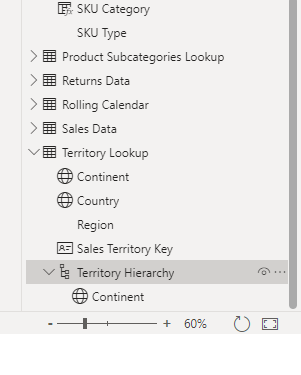 SKU Category
SKU Type
Product Subcategories Lookup
Returns Data
Rolling Calendar
Sales Data
Territory Lookup
Continent
Country
Region
Sales Territory Key
Territory Hierarchy
Continent
- + 60%